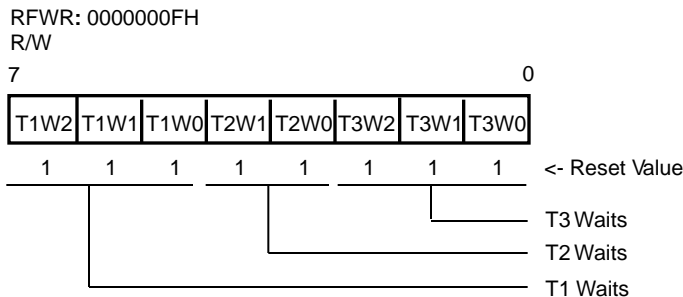 RFWR: 0000000FH
R/W
7 0
T1W2 T1W1 T1W0 T2W1 T2W0 T3W2 T3W1 T3W0
1 1 1 1 1 1 1 1 <- Reset Value
T3 Waits
T2 Waits
T1 Waits